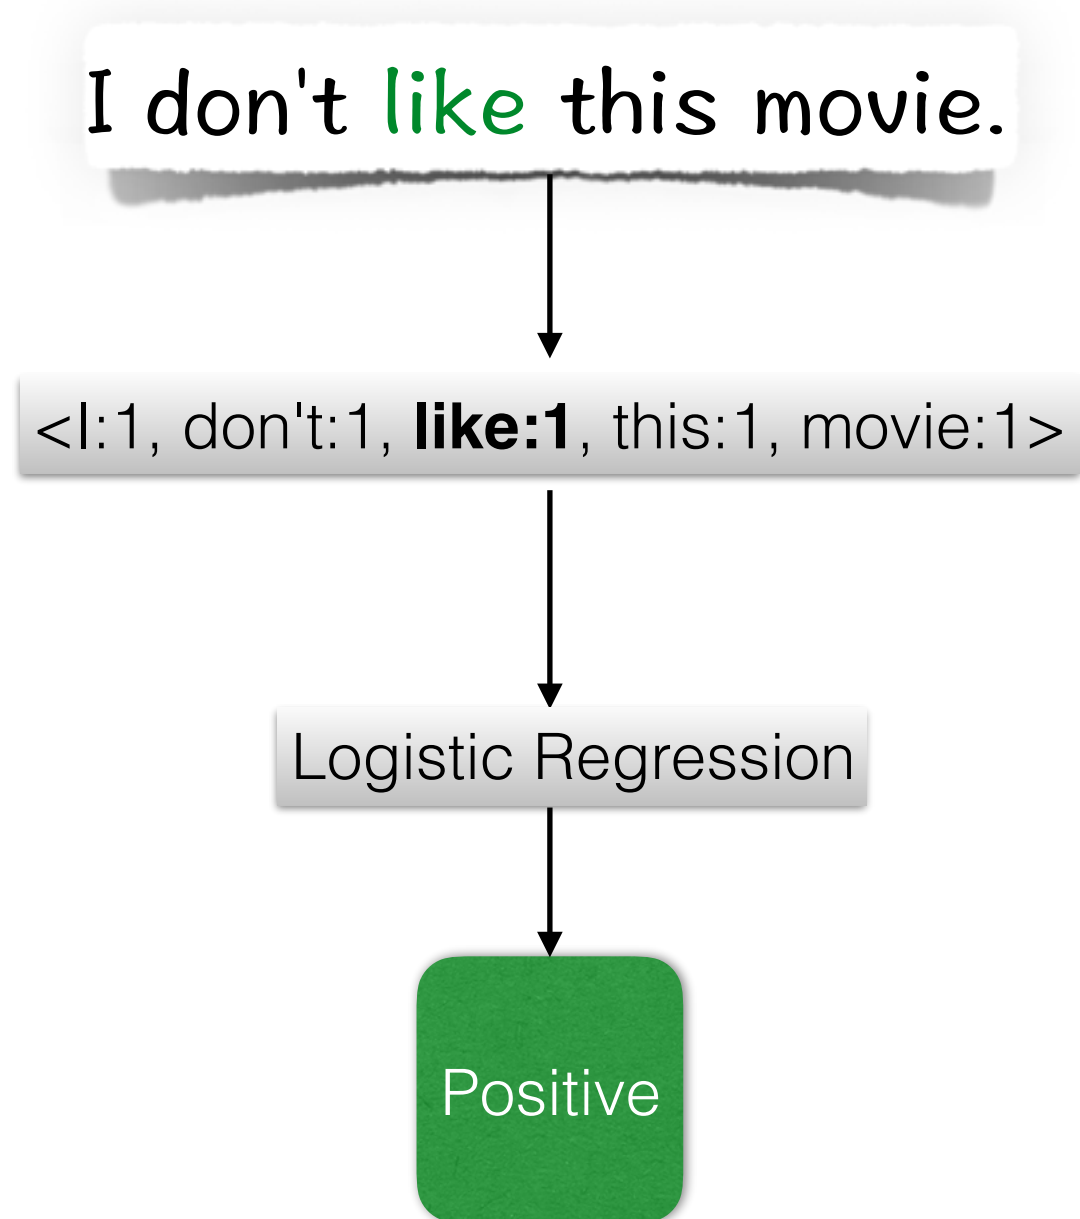 I don't like this movie.
<I:1, don't:1, like:1, this:1, movie:1>
Logistic Regression
Positive